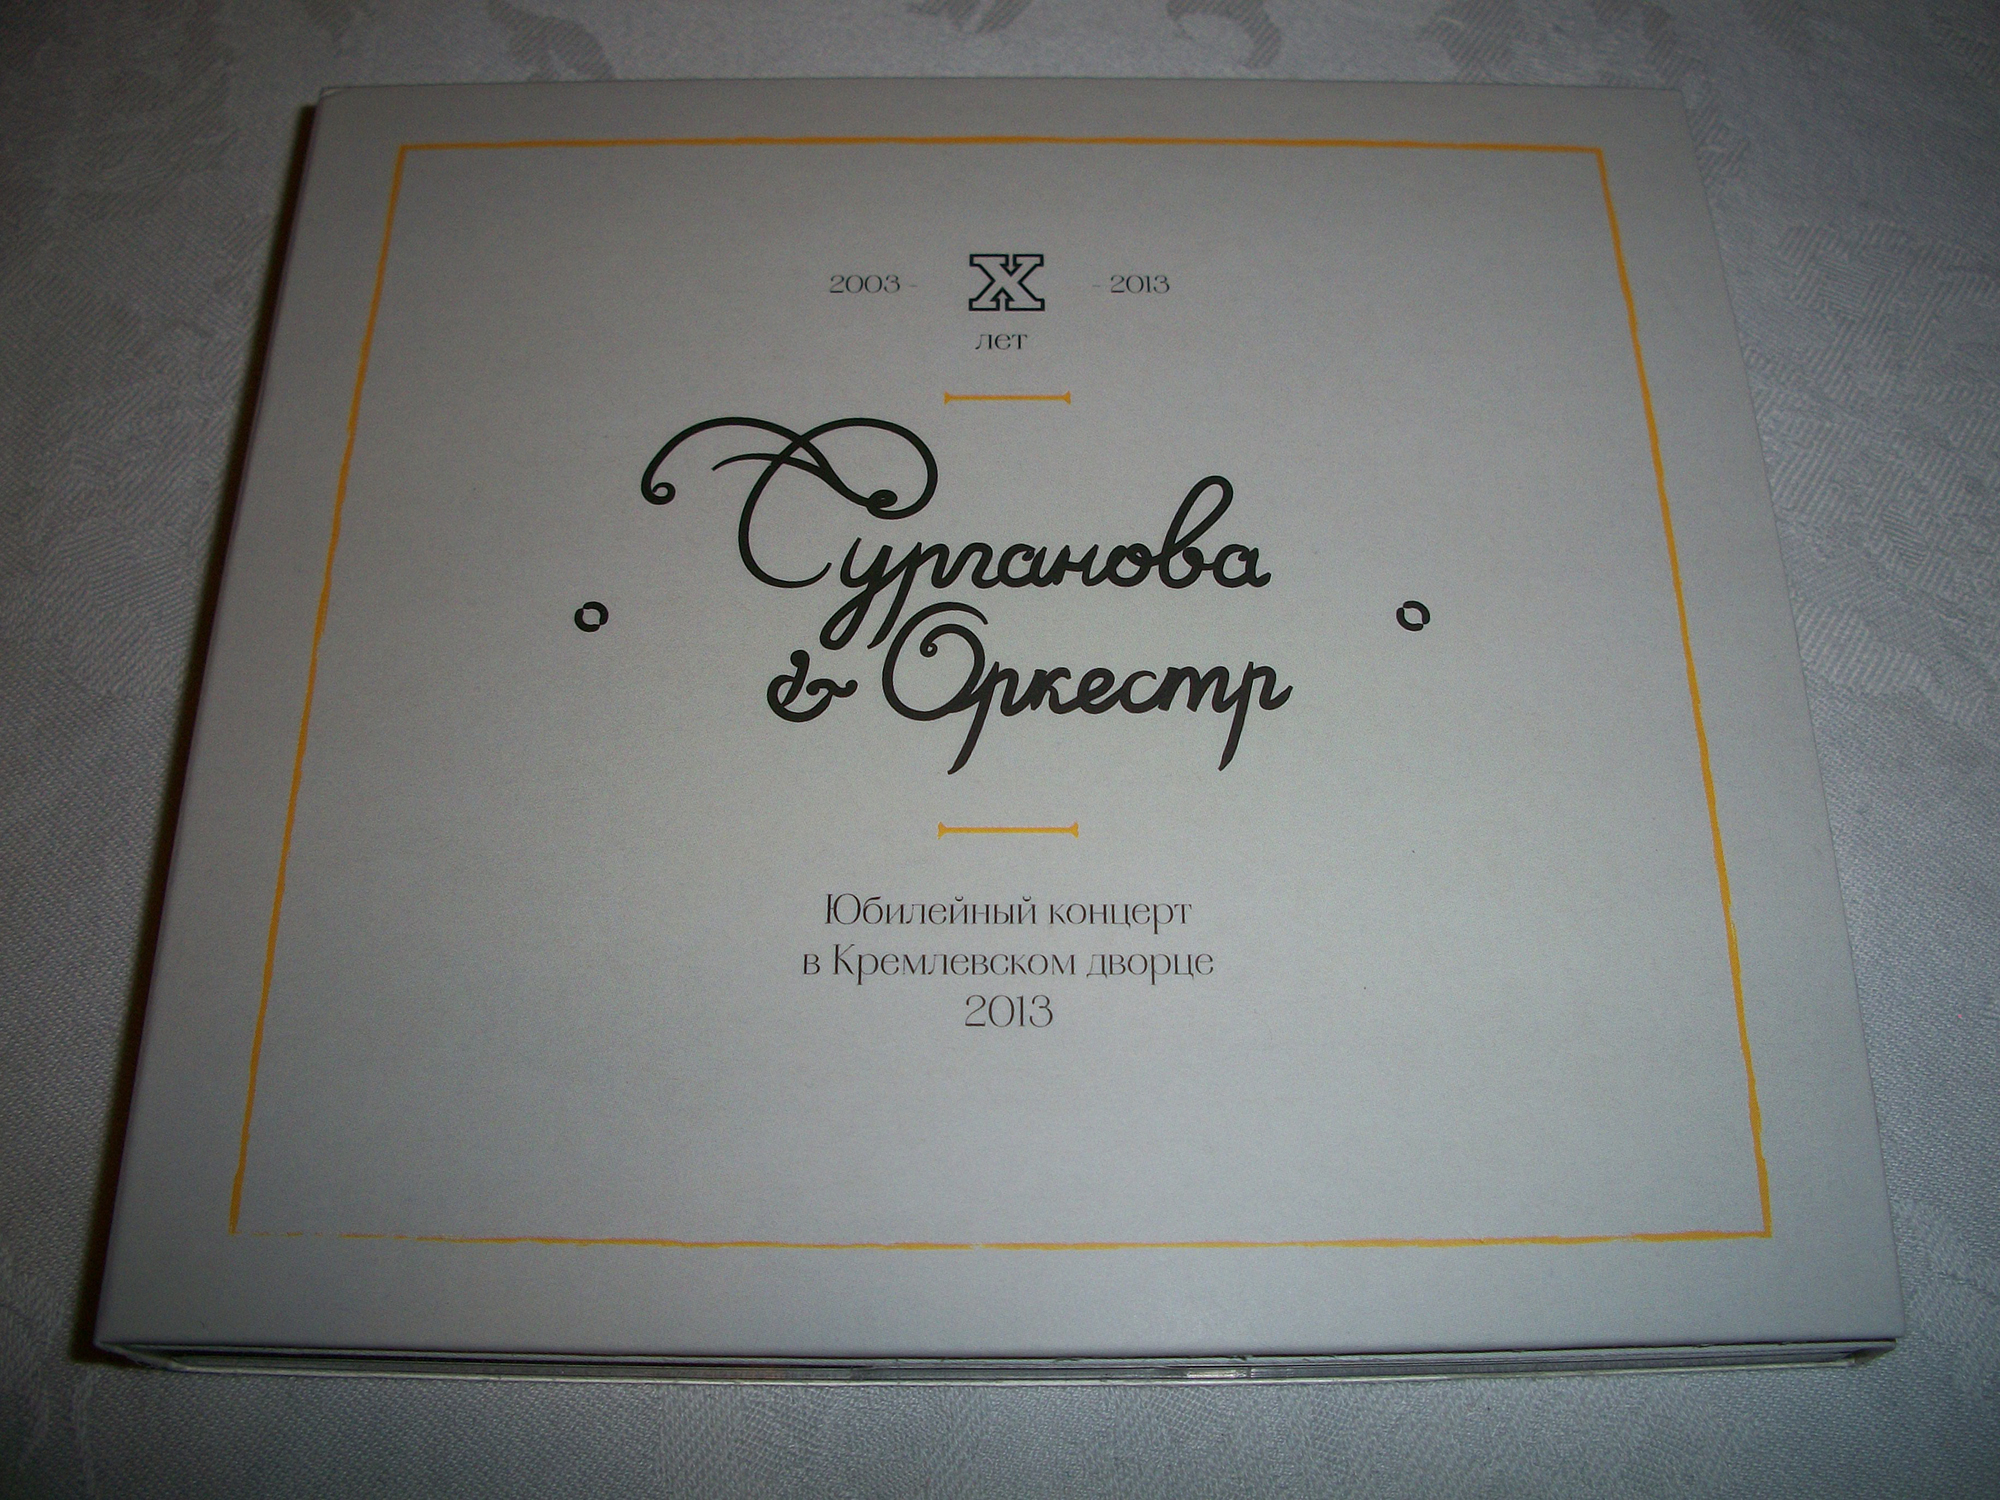 2003 - X - 2013
лет
Сурганова
& Оркестр
Юбилейный концерт
в Кремлевском дворце
2013